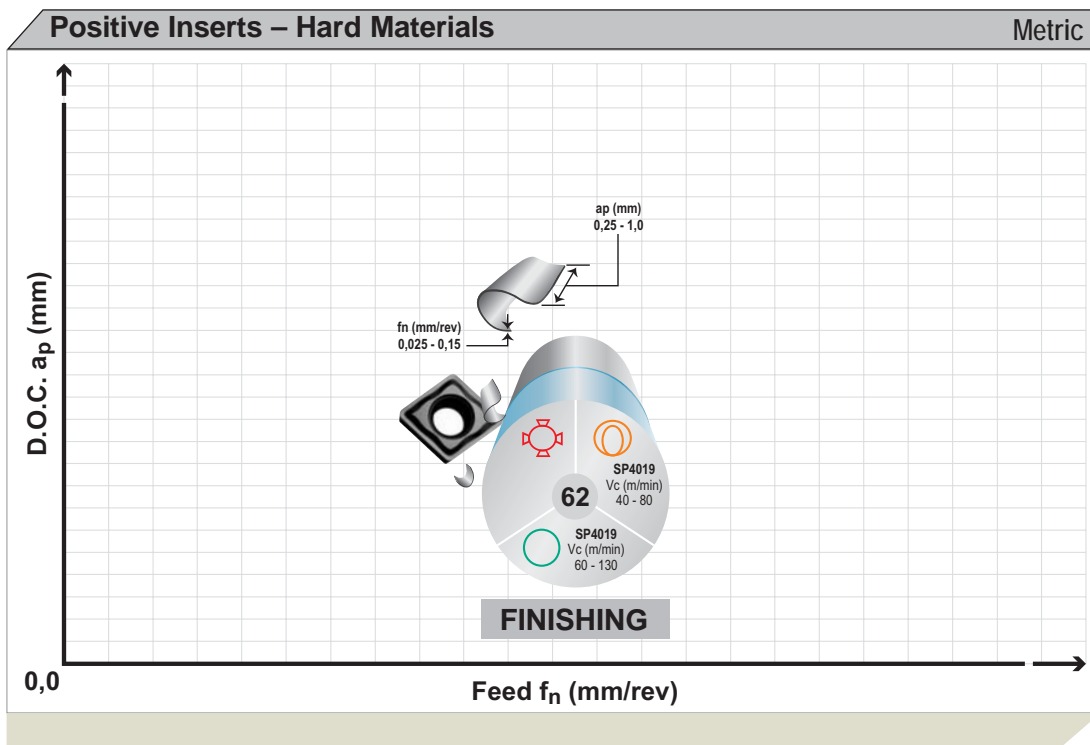 Positive Inserts – Hard Materials
Metric
D.O.C. ap (mm)
ap (mm)
0,25 - 1,0
fn (mm/rev)
0,025 - 0,15
SP4019
Vc (m/min)
40 - 80
62
SP4019
Vc (m/min)
60 - 130
FINISHING
0,0
Feed fn (mm/rev)